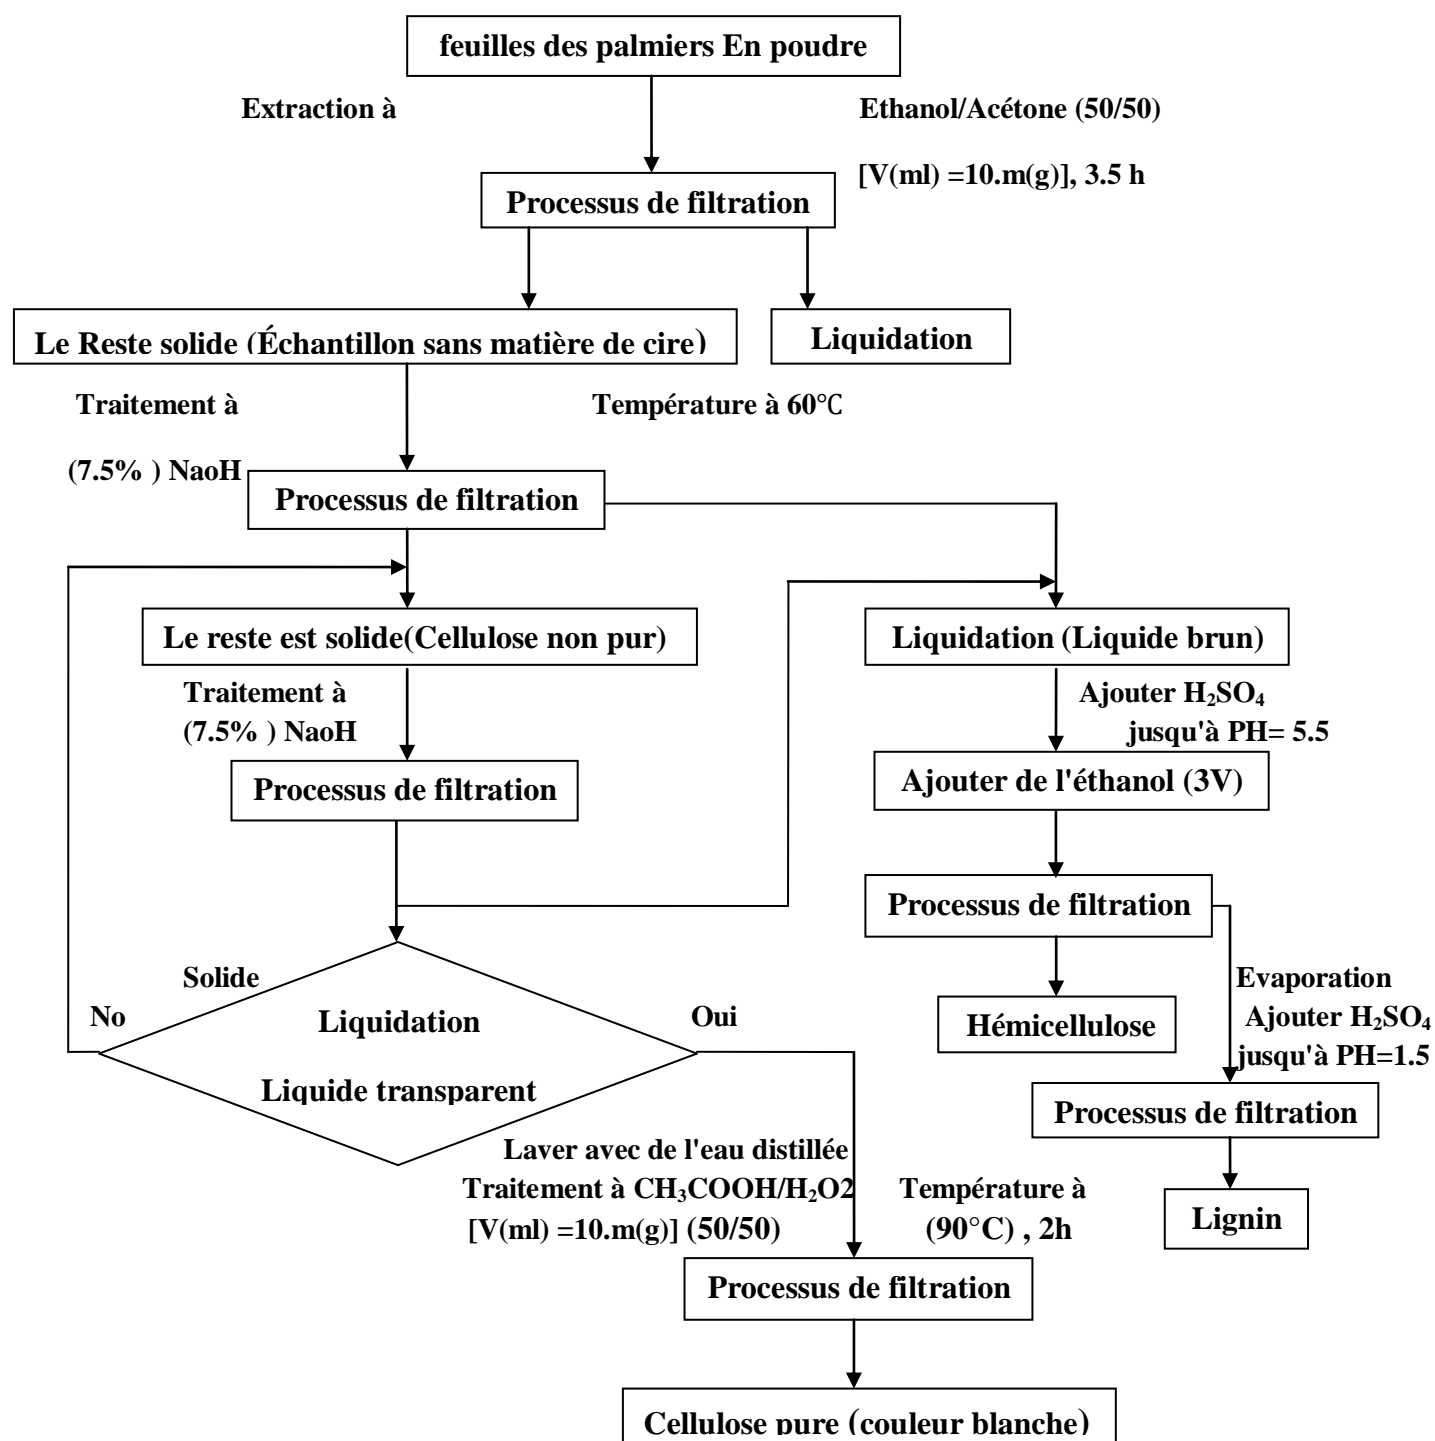 feuilles des palmiers En poudre
Extraction à
Ethanol/Acétone (50/50)
[V(ml) =10.m(g)], 3.5 h
Processus de filtration
Le Reste solide (Échantillon sans matière de cire)
Liquidation
Traitement à
Température à 60°C
(7.5% ) NaoH
Processus de filtration
Le reste est solide(Cellulose non pur)
Liquidation (Liquide brun)
Traitement à
(7.5% ) NaoH
Ajouter H₂SO₄
jusqu'à PH= 5.5
Processus de filtration
Ajouter de l'éthanol (3V)
Processus de filtration
Solide
No
Liquidation
Oui
Liquide transparent
Hémicellulose
Evaporation
Ajouter H₂SO₄
jusqu'à PH=1.5
Processus de filtration
Lignin
Laver avec de l'eau distillée
Traitement à CH₃COOH/H₂O2
[V(ml) =10.m(g)] (50/50)
Température à
(90°C) , 2h
Processus de filtration
Cellulose pure (couleur blanche)